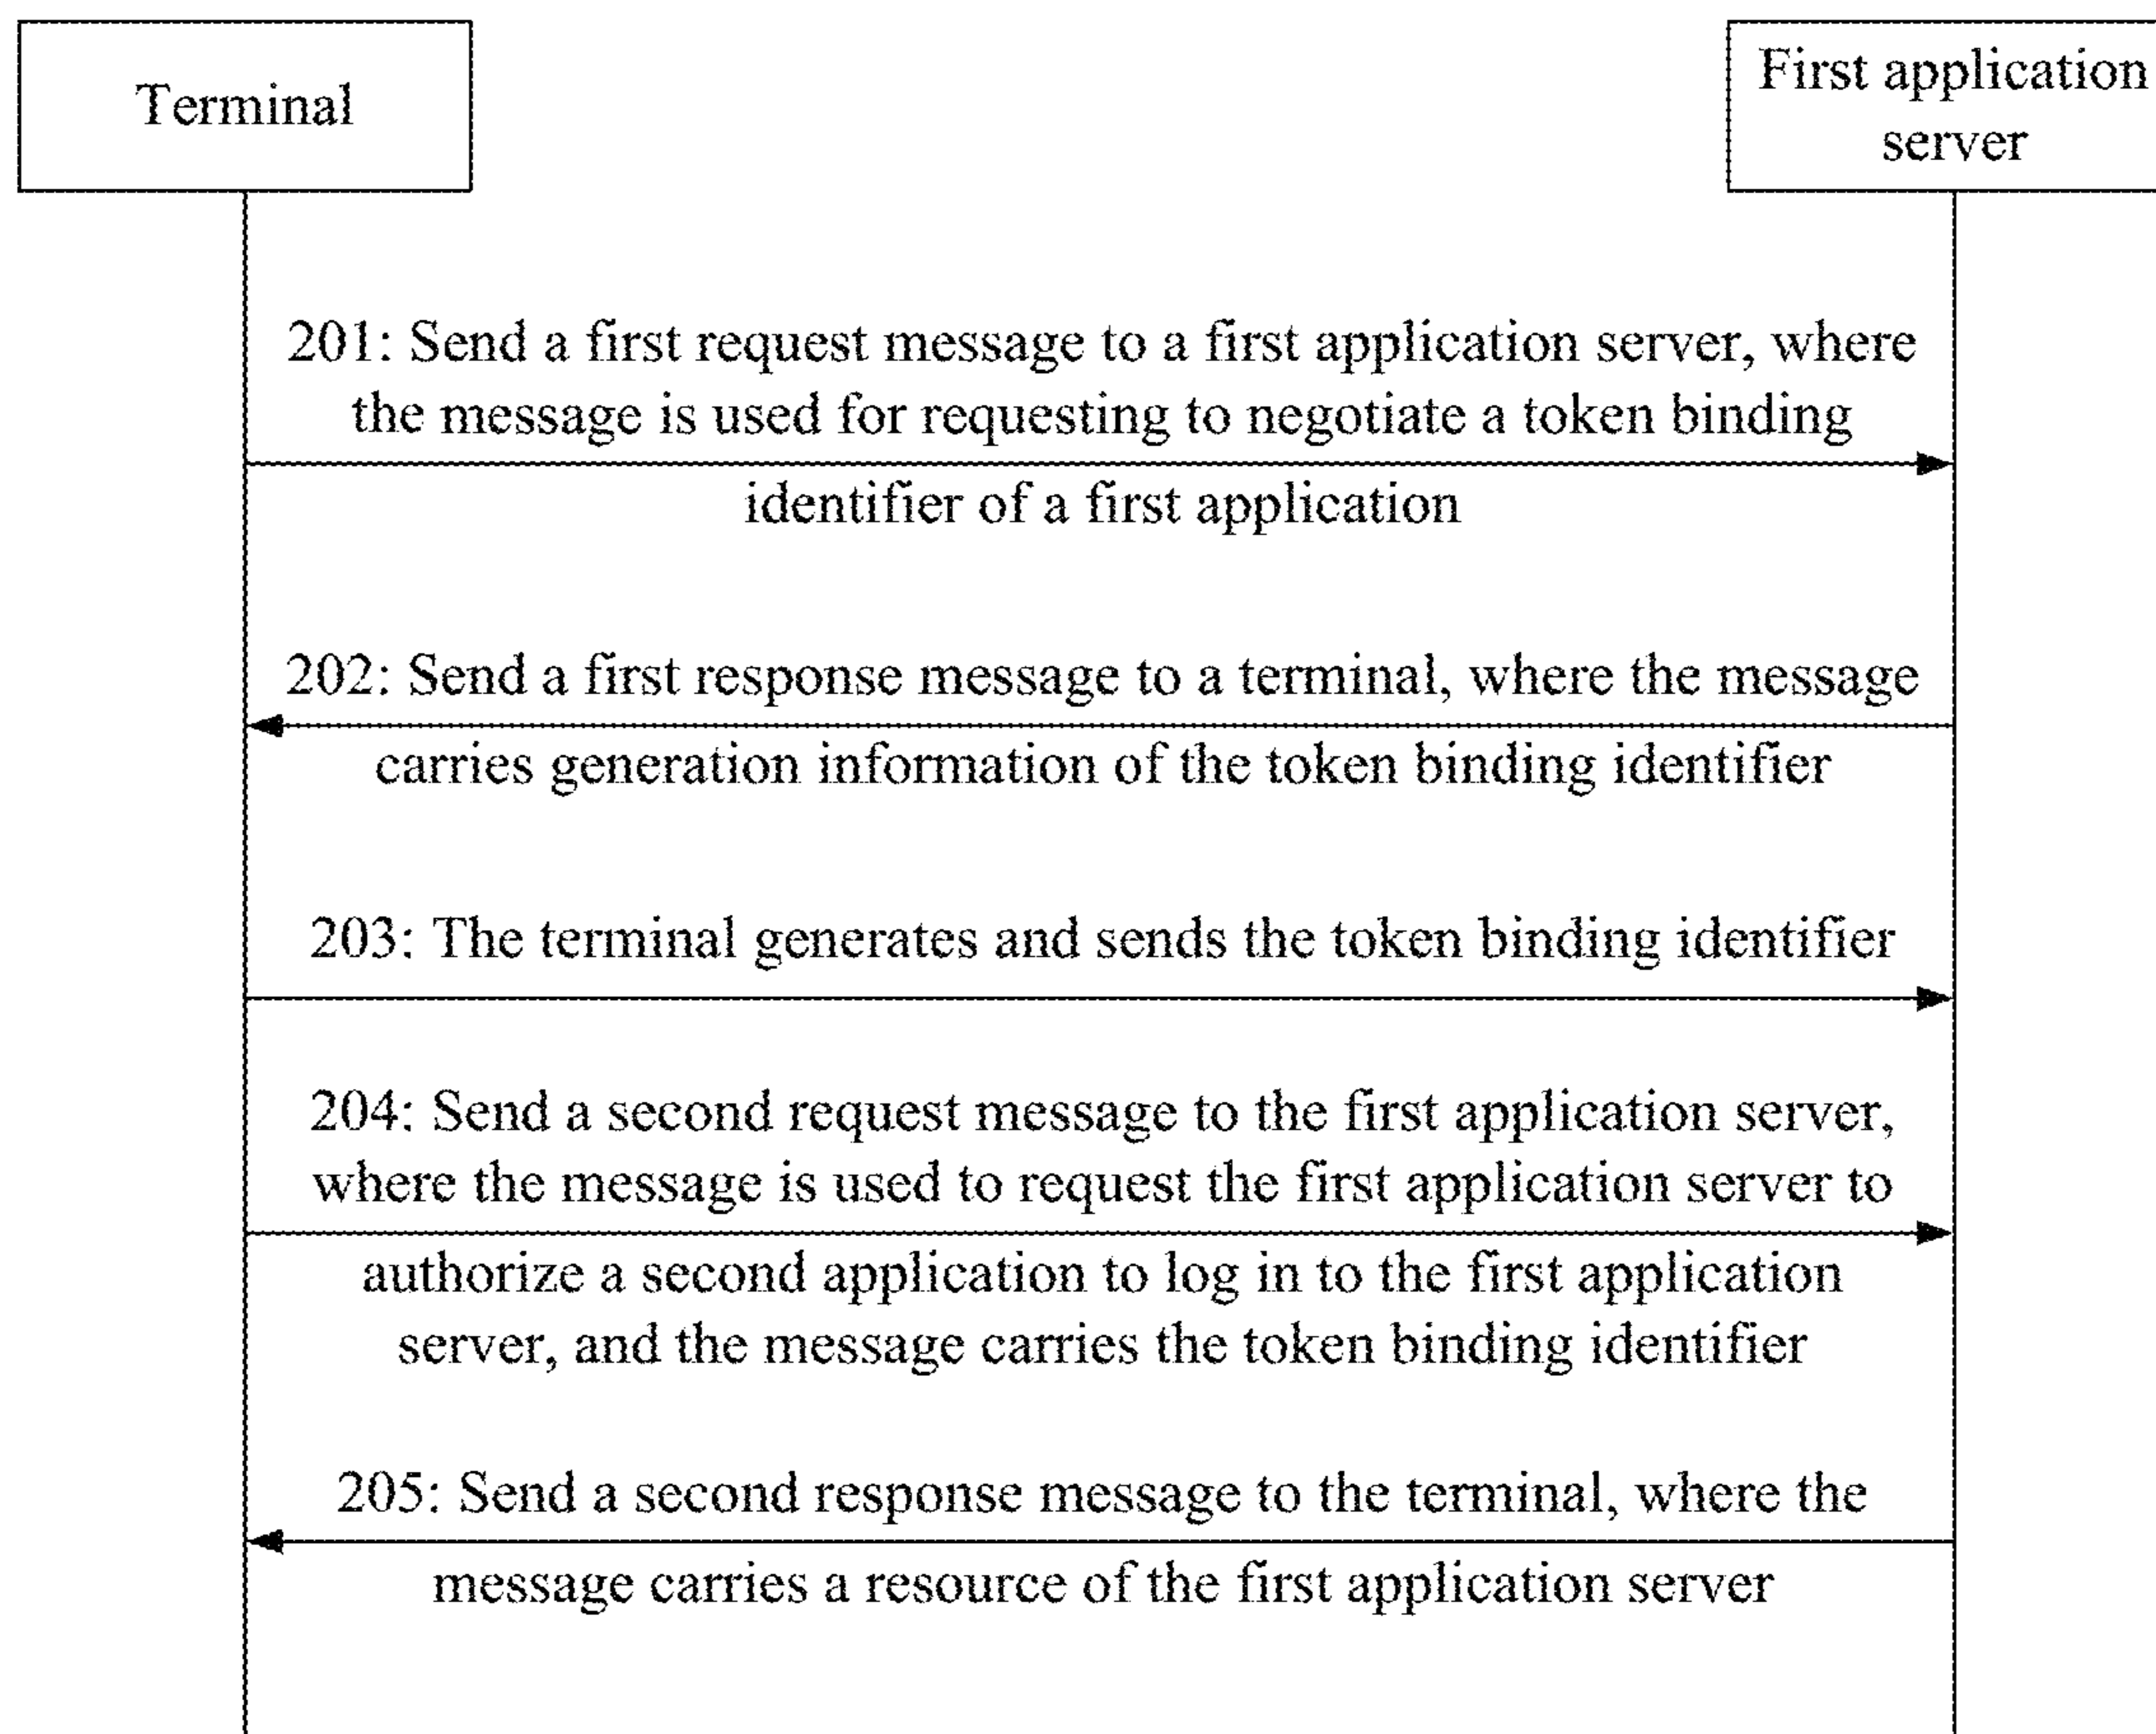 Terminal
First application
server
201: Send a first request message to a first application server, where
the message is used for requesting to negotiate a token binding
identifier of a first application
202: Send a first response message to a terminal, where the message
carries generation information of the token binding identifier
203: The terminal generates and sends the token binding identifier
204: Send a second request message to the first application server,
where the message is used to request the first application server to
authorize a second application to log in to the first application
server, and the message carries the token binding identifier
205: Send a second response message to the terminal, where the
message carries a resource of the first application server